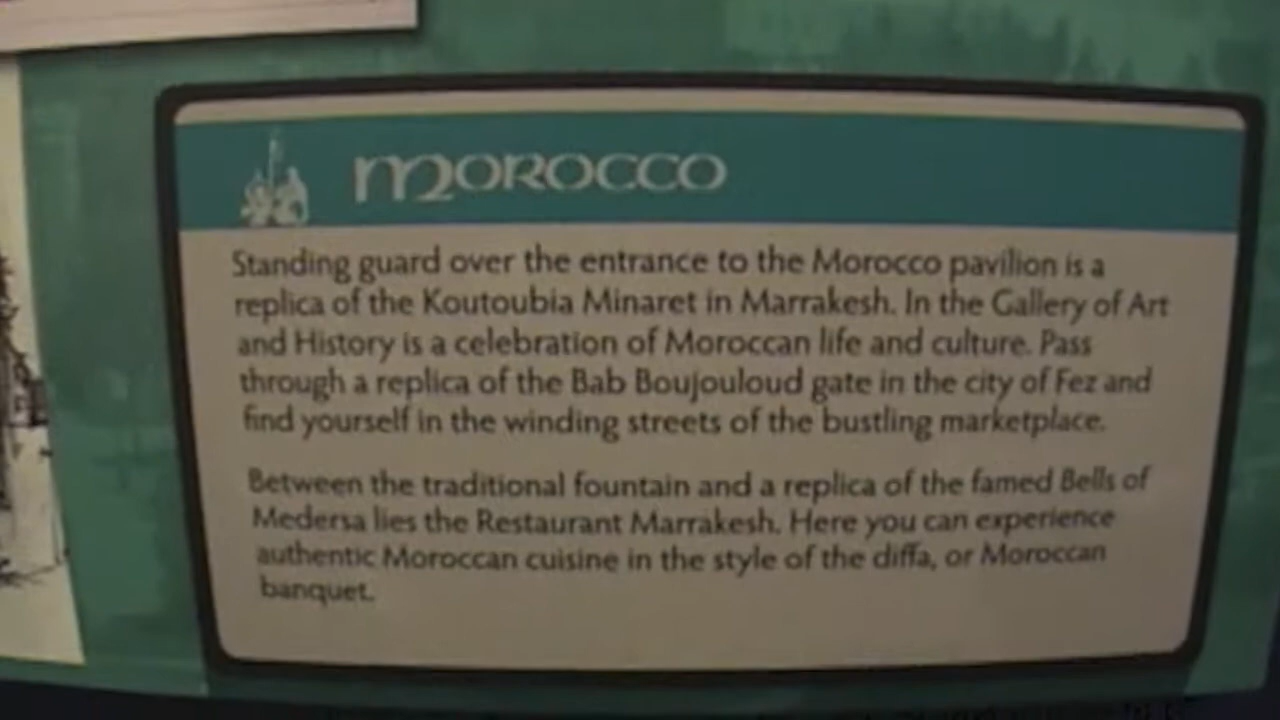 MOROCCO
Standing guard over the entrance to the Morocco pavilion is a
replica of the Koutoubia Minaret in Marrakesh. In the Gallery of Art
and History is a celebration of Moroccan life and culture. Pass
through a replica of the Bab Boujouloud gate in the city of Fez and
find yourself in the winding streets of the bustling marketplace.
Between the traditional fountain and a replica of the famed Bells of
Medersa lies the Restaurant Marrakesh. Here you can experience
authentic Moroccan cuisine in the style of the diffa, or Moroccan
banquet.